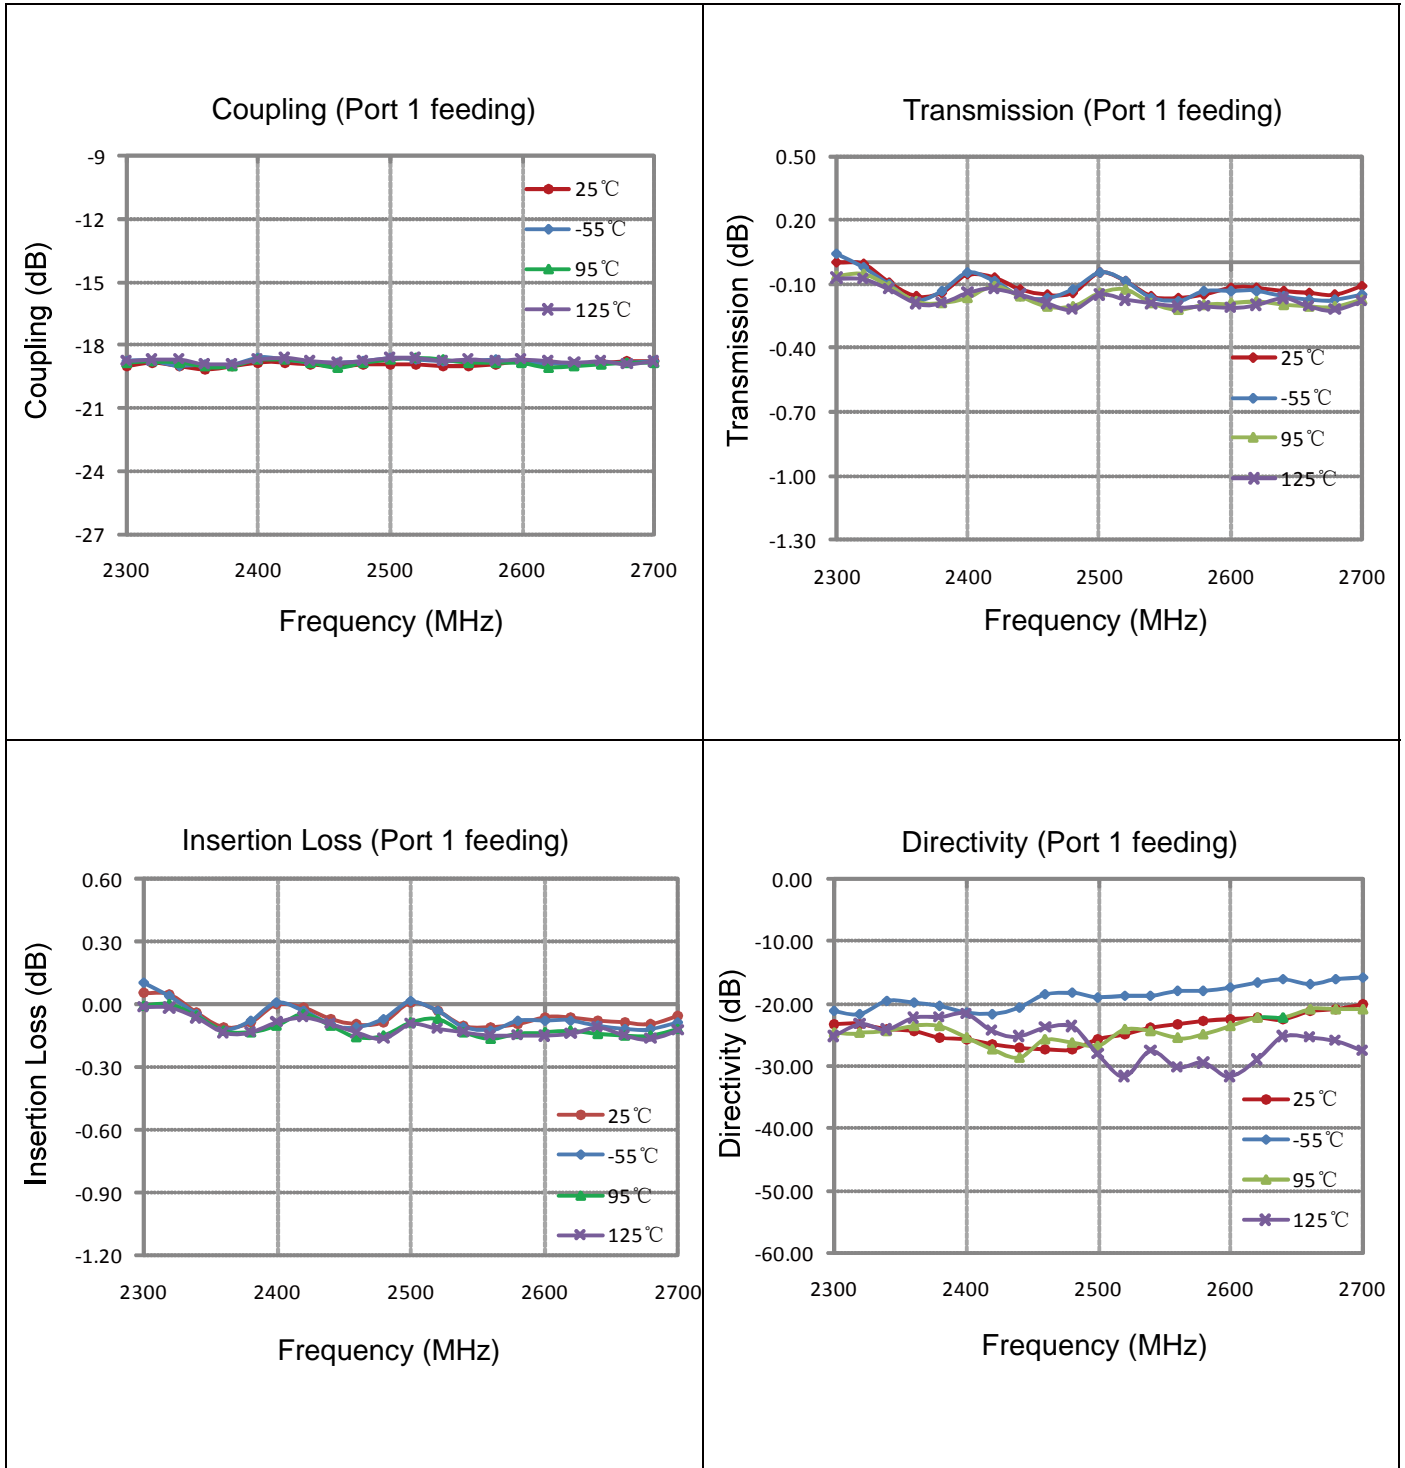 Coupling (Port 1 feeding)
-9
-12
-15
-18
-21
-24
-27
Coupling (dB)
25℃
-55℃
95℃
125℃
2300 2400 2500 2600 2700
Frequency (MHz)
Transmission (Port 1 feeding)
0.50
0.20
-0.10
-0.40
-0.70
-1.00
-1.30
Transmission (dB)
25℃
-55℃
95℃
125℃
2300 2400 2500 2600 2700
Frequency (MHz)
Insertion Loss (Port 1 feeding)
0.60
0.30
0.00
-0.30
-0.60
-0.90
-1.20
Insertion Loss (dB)
25℃
-55℃
95℃
125℃
2300 2400 2500 2600 2700
Frequency (MHz)
Directivity (Port 1 feeding)
0.00
-10.00
-20.00
-30.00
-40.00
-50.00
-60.00
Directivity (dB)
25℃
-55℃
95℃
125℃
2300 2400 2500 2600 2700
Frequency (MHz)